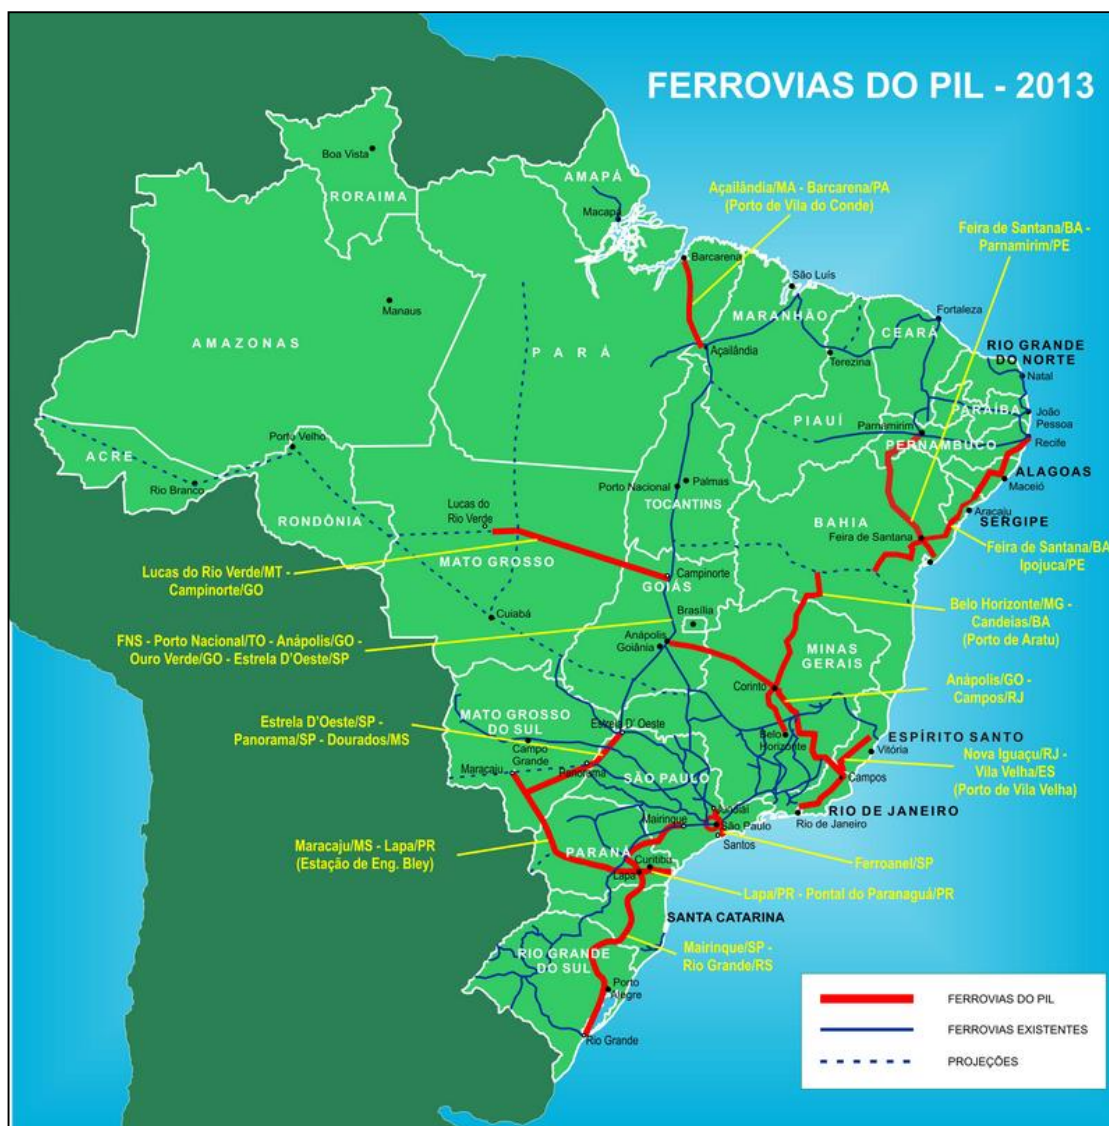 FERROVIAS DO PIL - 2013
Boa Vista
RORAIMA
AMAPÁ
Macapá
Açailândia/MA - Barcarena/PA
(Porto de Vila do Conde)
Feira de Santana/BA -
Parnamirim/PE
Barcarena
São Luís
Manaus
AMAZONAS
PARÁ
MARANHÃO
Fortaleza
CEARÁ
Açailândia
Terezina
RIO GRANDE
DO NORTE
Natal
PIAUÍ
PARAÍBA
João
Pessoa
Parnamirim
PERNAMBUCO
Recife
Porto Velho
ACRE
Rio Branco
RONDÔNIA
Porto Nacional
Palmas
TOCANTINS
ALAGOAS
Maceió
Lucas do
Rio Verde
BAHIA
Aracaju
SERGIPE
Feira de Santana
MATO GROSSO
Feira de Santana/BA
Ipojuca/PE
Lucas do Rio Verde/MT -
Campinorte/GO
Campinorte
GOIÁS
Belo Horizonte/MG -
Candeias/BA
(Porto de Aratu)
Cuiabá
Brasília
FNS - Porto Nacional/TO - Anápolis/GO -
Ouro Verde/GO - Estrela D'Oeste/SP
Anápolis
Goiânia
MINAS
GERAIS
Corinto
Anápolis/GO -
Campos/RJ
MATO GROSSO
DO SUL
Estrela D' Oeste
Estrela D'Oeste/SP -
Panorama/SP - Dourados/MS
Campo
Grande
Belo
Horizonte
ESPÍRITO SANTO
Vitória
Maracaju
Panorama
SÃO PAULO
Nova Iguaçu/RJ -
Vila Velha/ES
(Porto de Vila Velha)
Campos
Mairinque
São Paulo
Santos
RIO DE JANEIRO
Rio de Janeiro
Maracaju/MS - Lapa/PR
(Estação de Eng. Bley)
PARANÁ
Curitiba
Lapa
Ferroanel/SP
Lapa/PR - Pontal do Paranaguá/PR
SANTA CATARINA
Mairinque/SP -
Rio Grande/RS
RIO GRANDE
DO SUL
Porto
Alegre
Rio Grande
FERROVIAS DO PIL
FERROVIAS EXISTENTES
PROJEÇÕES